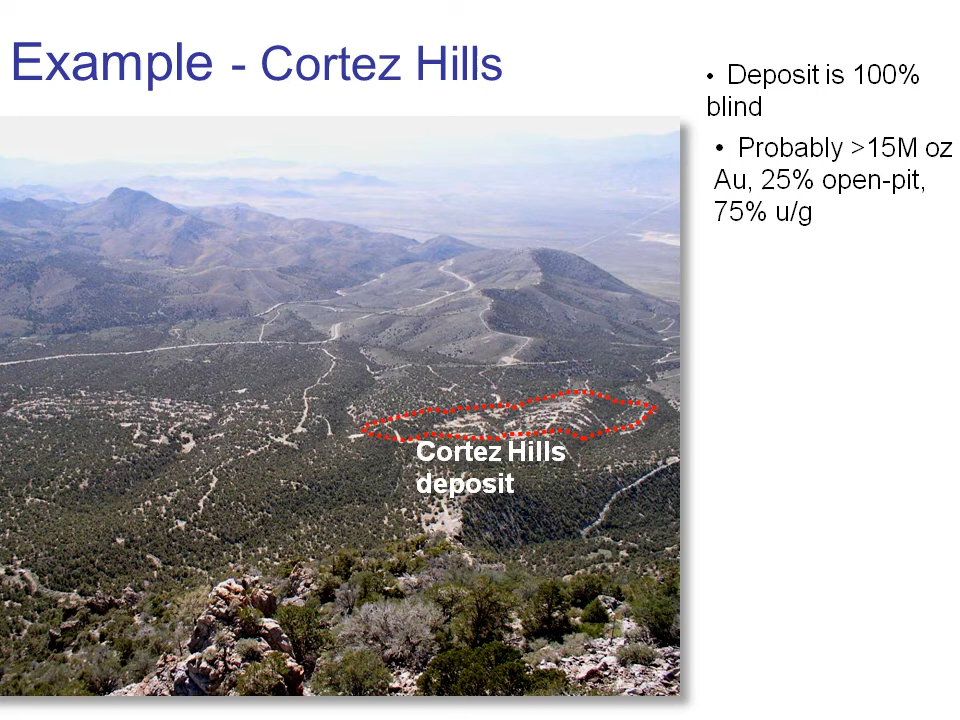 Example - Cortez Hills
• Deposit is 100%
blind
• Probably >15M oz
Au, 25% open-pit,
75% u/g
Cortez Hills
deposit